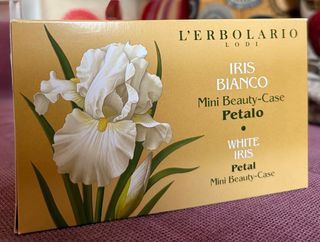 L'ERBOLARIO
LODI
IRIS
BIANCO
Mini Beauty-Case
Petalo
•
WHITE
IRIS
Petal
Mini Beauty-Case